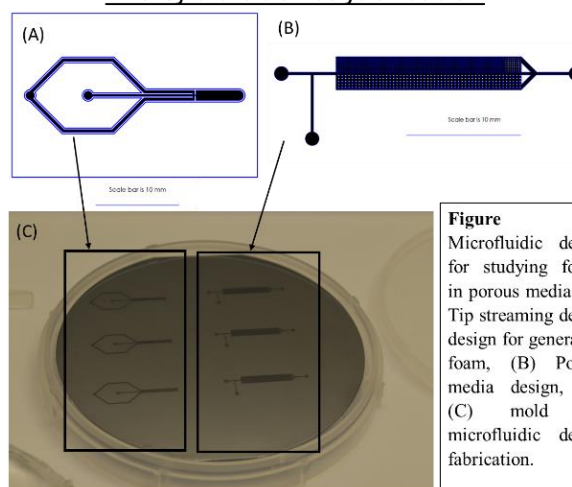 (A)
(B)
Scale bar is 10 mm
Scale bar is 10 mm
(C)
Figure
Microfluidic de
for studying fo
in porous media
Tip streaming de
design for genera
foam, (B) Po
media design,
(C) mold
microfluidic de
fabrication.